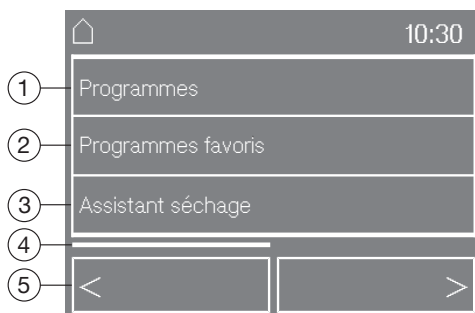 10:30
1 Programmes
2 Programmes favoris
3 Assistant séchage
4
5 < >